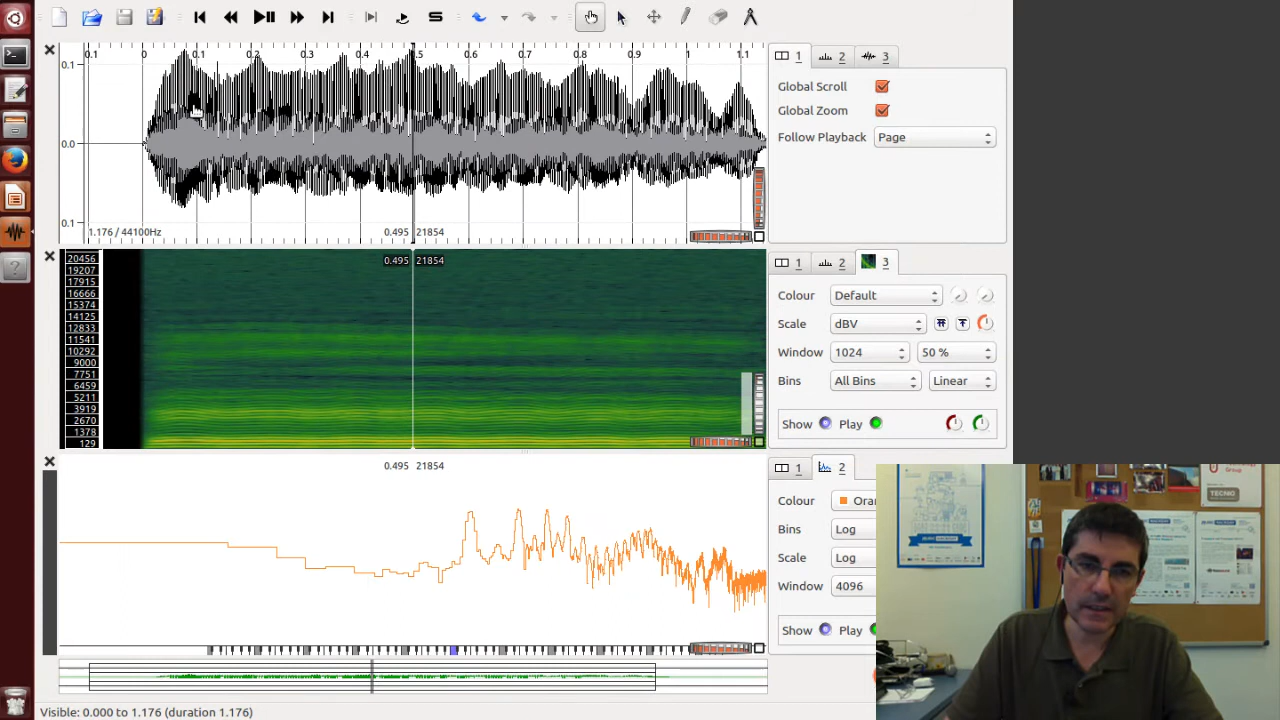 0.1 0 0.1 0.2 0.3 0.4 0.5 0.6 0.7 0.8 0.9 1 1.1
0.1
0.0
0.1
1.176 / 44100Hz
0.495 21854
1 2 3
Global Scroll
Global Zoom
Follow Playback Page
20456
19207
17915
16666
15374
14125
12833
11541
10292
9000
7751
6459
5211
3919
2670
1378
129
0.495 21854
1 2 3
Colour Default
Scale dBV
Window 1024 50 %
Bins All Bins Linear
Show Play
0.495 21854
1 2
Colour Ora
Bins Log
Scale Log
Window 4096
Show Play
Visible: 0.000 to 1.176 (duration 1.176)
TECNIO
Group